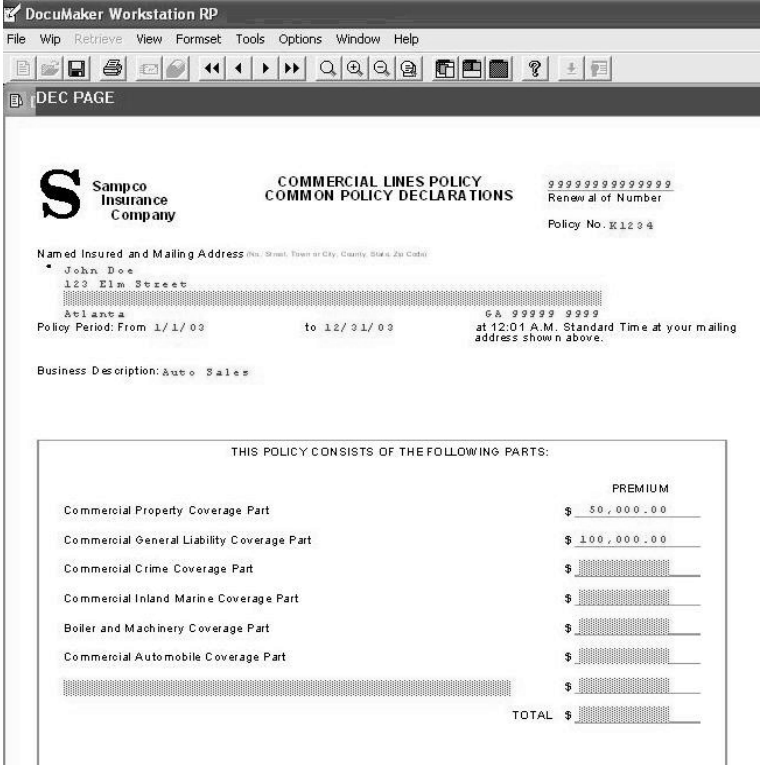 DocuMaker Workstation RP
File Wip Retrieve View Formset Tools Options Window Help
DEC PAGE
S Sampco Insurance Company
COMMERCIAL LINES POLICY
COMMON POLICY DECLARATIONS
99999999999999
Renewal of Number
Policy No. K1234
Named Insured and Mailing Address (No., Street, Town or City, County, State, Zip Code)
John Doe
123 Elm Street
Atlanta GA 99999 9999
Policy Period: From 1/1/03 to 12/31/03 at 12:01 A.M. Standard Time at your mailing
address shown above.
Business Description: Auto Sales
THIS POLICY CONSISTS OF THE FOLLOWING PARTS:
PREMIUM
Commercial Property Coverage Part $ 50,000.00
Commercial General Liability Coverage Part $ 100,000.00
Commercial Crime Coverage Part $
Commercial Inland Marine Coverage Part $
Boiler and Machinery Coverage Part $
Commercial Automobile Coverage Part $
$
TOTAL $